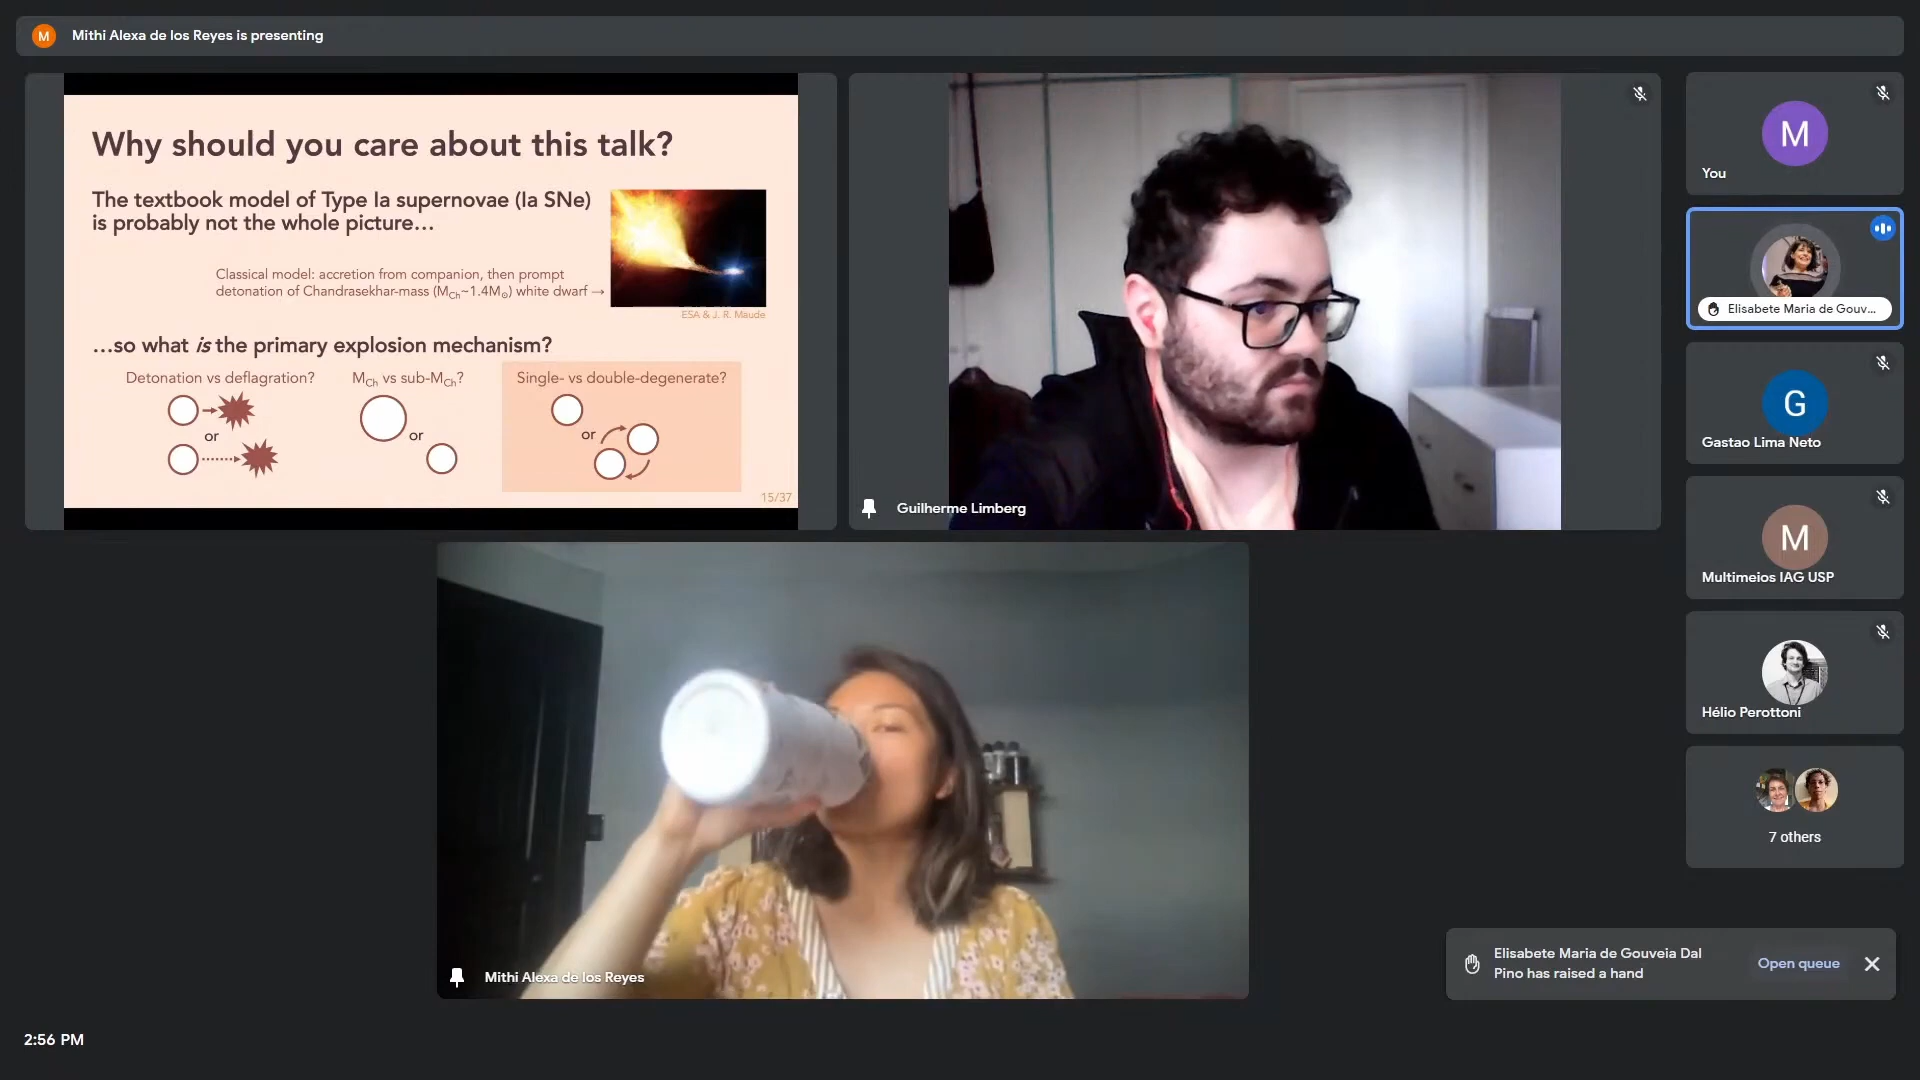 M
Mithi Alexa de los Reyes is presenting
Why should you care about this talk?
The textbook model of Type Ia supernovae (Ia SNe)
is probably not the whole picture...
Classical model: accretion from companion, then prompt
detonation of Chandrasekhar-mass (MCh~1.4M⊙) white dwarf →
ESA & J. R. Maude
...so what is the primary explosion mechanism?
Detonation vs deflagration?
or
MCh vs sub-MCh?
or
Single- vs double-degenerate?
or
15/37
Guilherme Limberg
Mithi Alexa de los Reyes
M
You
Elisabete Maria de Gouv...
G
Gastao Lima Neto
M
Multimeios IAG USP
Hélio Perottoni
7 others
Elisabete Maria de Gouveia Dal
Pino has raised a hand
Open queue
2:56 PM